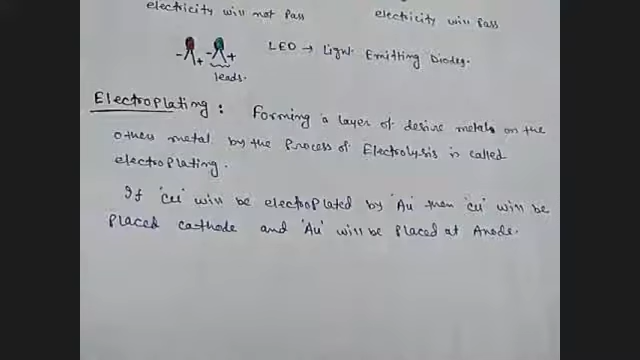 electricity will not Pass
electricity will Pass
- + - + LED → Light Emitting Diodes.
leads.
Electroplating : Forming a layer of desire metals on the
others metal by the Process of Electrolysis is called
electroplating.
If 'Cu' will be electroplated by 'Au' then 'Cu' will be
Placed cathode and 'Au' will be Placed at Anode.